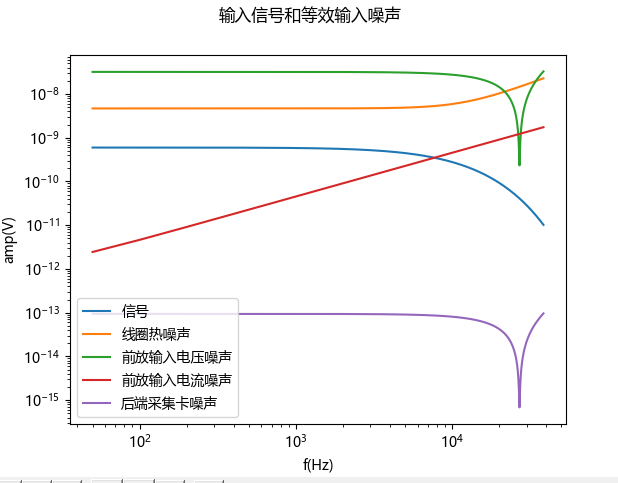 输入信号和等效输入噪声
amp(V)
10⁻⁸
10⁻⁹
10⁻¹⁰
10⁻¹¹
10⁻¹²
10⁻¹³
10⁻¹⁴
10⁻¹⁵
信号
线圈热噪声
前放输入电压噪声
前放输入电流噪声
后端采集卡噪声
10² 10³ 10⁴
f(Hz)